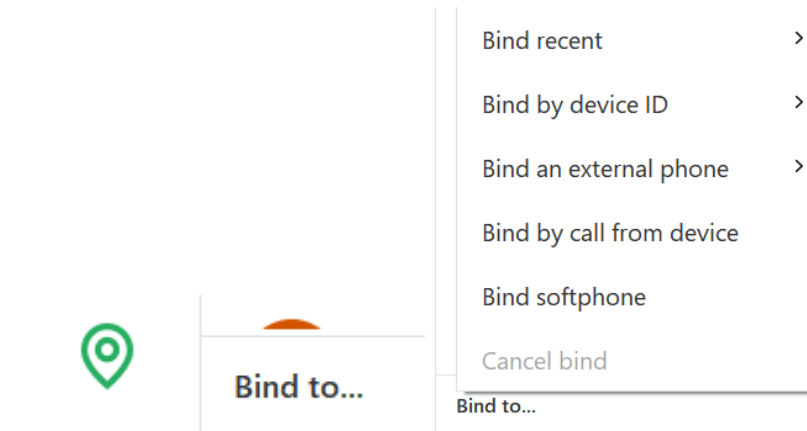 Bind recent
Bind by device ID
Bind an external phone
Bind by call from device
Bind softphone
Cancel bind
Bind to...
Bind to...